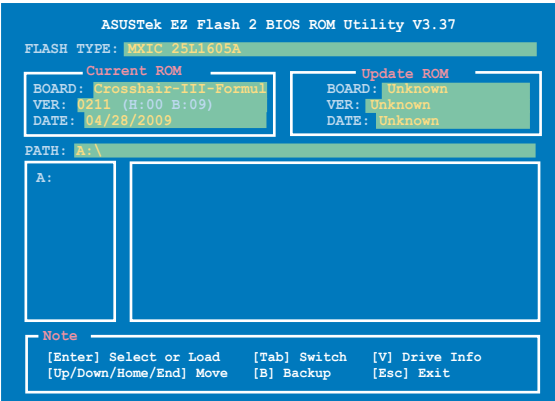 ASUSTek EZ Flash 2 BIOS ROM Utility V3.37
FLASH TYPE: MXIC 25L1605A
Current ROM
BOARD: Crosshair-III-Formul
VER: 0211 (H:00 B:09)
DATE: 04/28/2009
Update ROM
BOARD: Unknown
VER: Unknown
DATE: Unknown
PATH: A:\
A:
Note
[Enter] Select or Load [Tab] Switch [V] Drive Info
[Up/Down/Home/End] Move [B] Backup [Esc] Exit